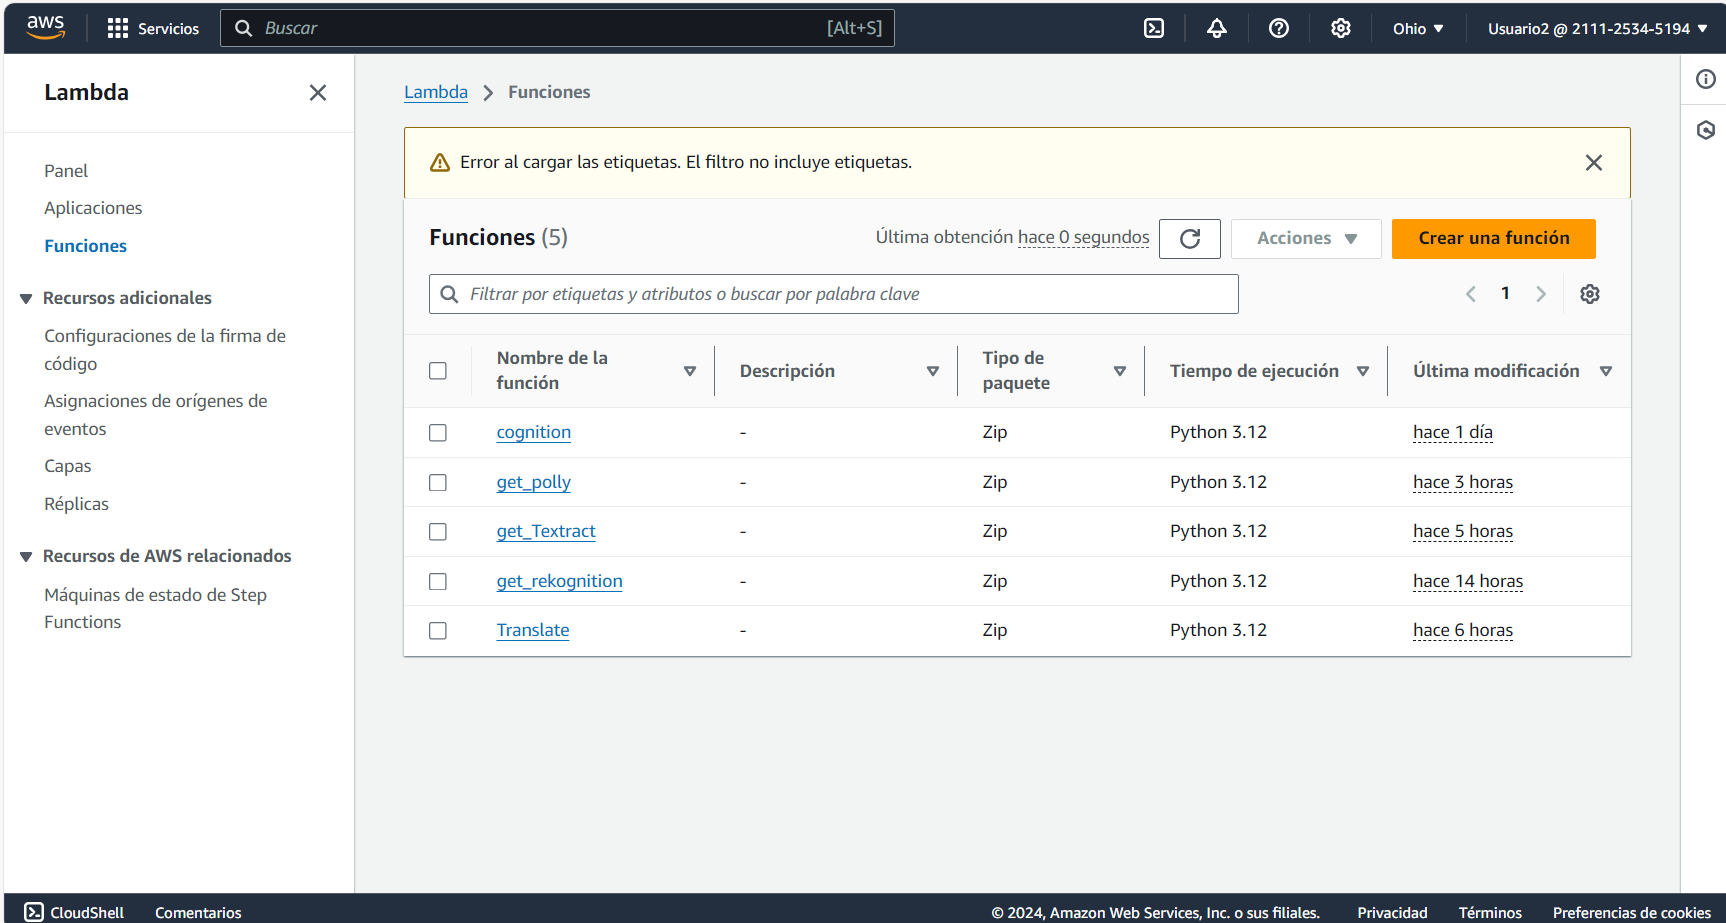 aws
Servicios
Buscar
[Alt+S]
Ohio
Usuario2 @ 2111-2534-5194
Lambda
Panel
Aplicaciones
Funciones
Recursos adicionales
Configuraciones de la firma de
código
Asignaciones de orígenes de
eventos
Capas
Réplicas
Recursos de AWS relacionados
Máquinas de estado de Step
Functions
Lambda > Funciones
Error al cargar las etiquetas. El filtro no incluye etiquetas.
Funciones (5)
Última obtención hace 0 segundos
Acciones
Crear una función
Filtrar por etiquetas y atributos o buscar por palabra clave
1
Nombre de la
función
Descripción
Tipo de
paquete
Tiempo de ejecución
Última modificación
cognition - Zip Python 3.12 hace 1 día
get_polly - Zip Python 3.12 hace 3 horas
get_Textract - Zip Python 3.12 hace 5 horas
get_rekognition - Zip Python 3.12 hace 14 horas
Translate - Zip Python 3.12 hace 6 horas
CloudShell
Comentarios
© 2024, Amazon Web Services, Inc. o sus filiales.
Privacidad
Términos
Preferencias de cookies